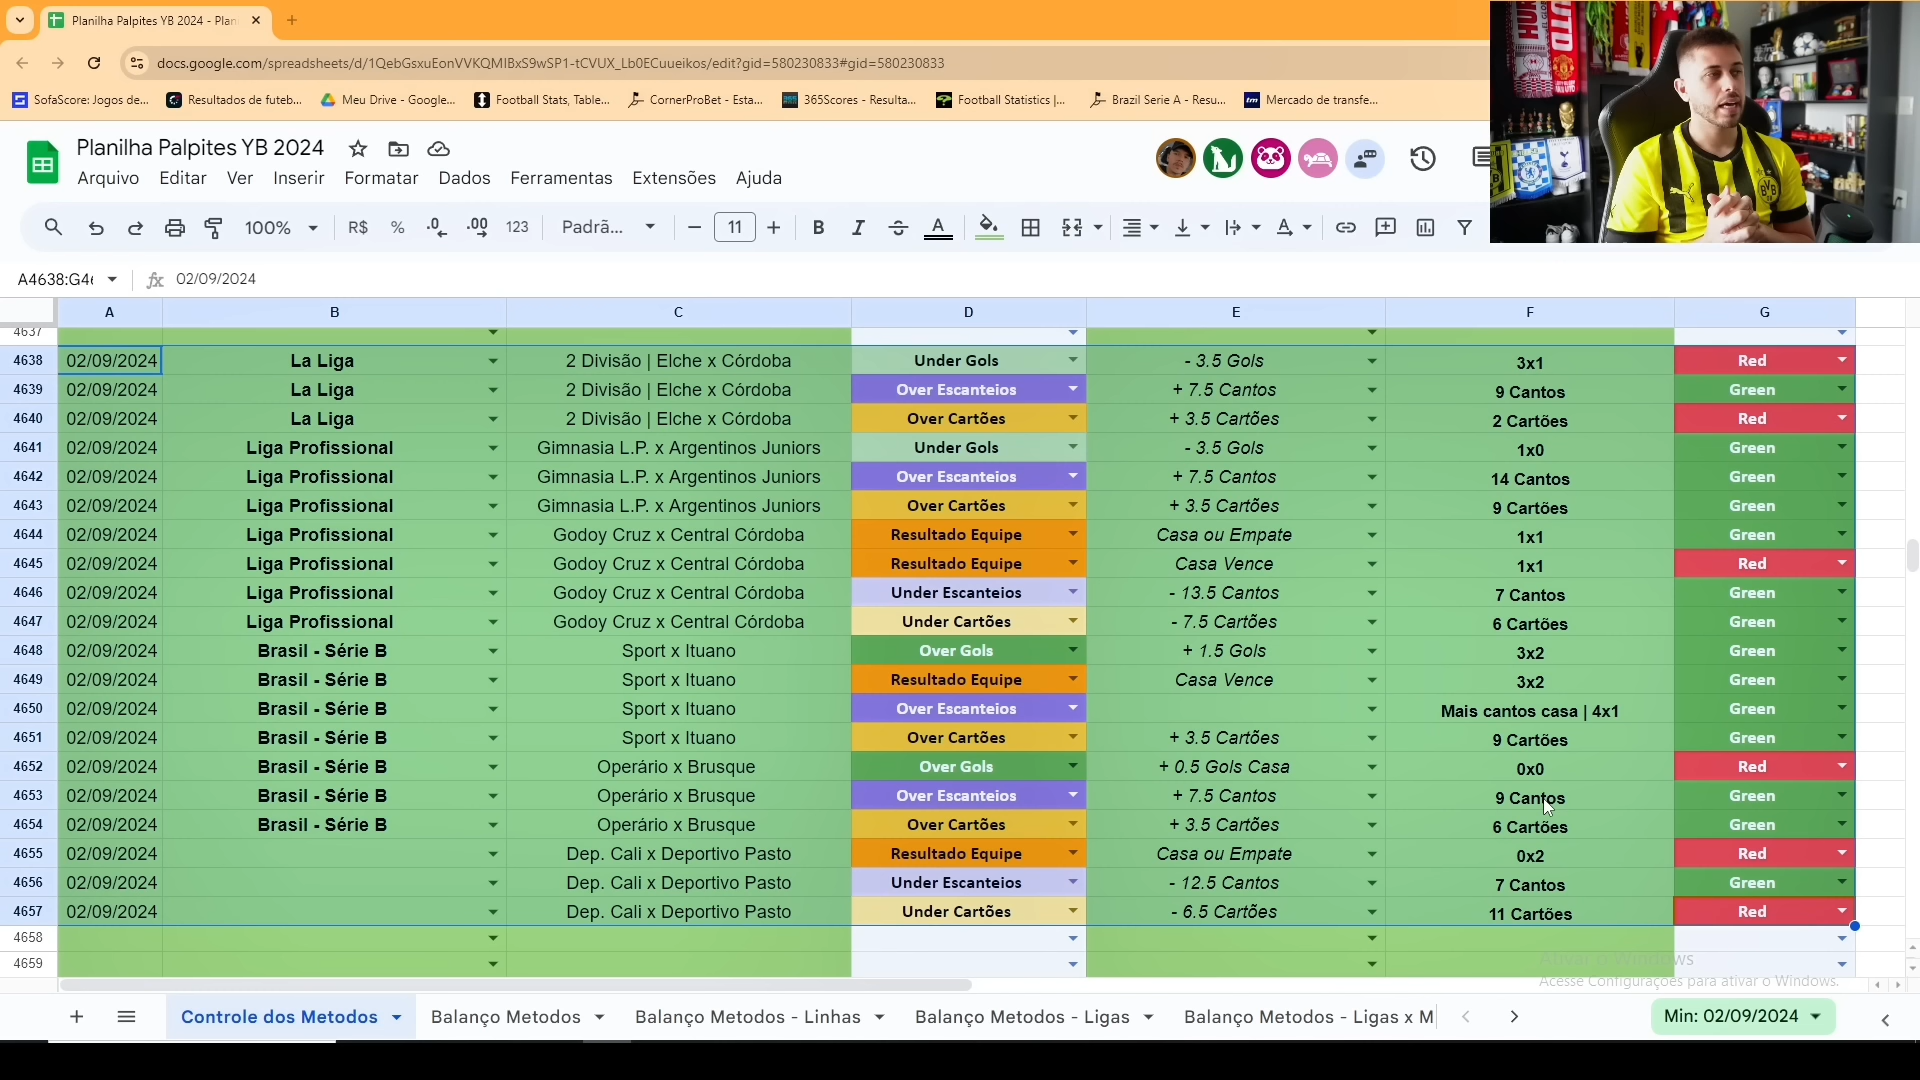 Planilha Palpites YB 2024 - Plan
docs.google.com/spreadsheets/d/1QebGsxuEonVVKQMIBxS9wSP1-tCVUX_Lb0ECuueikos/edit?gid=580230833#gid=580230833
SofaScore: Jogos de... Resultados de futeb... Meu Drive - Google... Football Stats, Table... CornerProBet - Esta... 365Scores - Resulta... Football Statistics |... Brazil Serie A - Resu... Mercado de transfe...
Planilha Palpites YB 2024
Arquivo Editar Ver Inserir Formatar Dados Ferramentas Extensões Ajuda
100% R$ % .0 .00 123 Padrã... 11 B I S A
A4638:G4 fx 02/09/2024
A B C D E F G
4637
4638 02/09/2024 La Liga 2 Divisão | Elche x Córdoba Under Gols - 3.5 Gols 3x1 Red
4639 02/09/2024 La Liga 2 Divisão | Elche x Córdoba Over Escanteios + 7.5 Cantos 9 Cantos Green
4640 02/09/2024 La Liga 2 Divisão | Elche x Córdoba Over Cartões + 3.5 Cartões 2 Cartões Red
4641 02/09/2024 Liga Profissional Gimnasia L.P. x Argentinos Juniors Under Gols - 3.5 Gols 1x0 Green
4642 02/09/2024 Liga Profissional Gimnasia L.P. x Argentinos Juniors Over Escanteios + 7.5 Cantos 14 Cantos Green
4643 02/09/2024 Liga Profissional Gimnasia L.P. x Argentinos Juniors Over Cartões + 3.5 Cartões 9 Cartões Green
4644 02/09/2024 Liga Profissional Godoy Cruz x Central Córdoba Resultado Equipe Casa ou Empate 1x1 Green
4645 02/09/2024 Liga Profissional Godoy Cruz x Central Córdoba Resultado Equipe Casa Vence 1x1 Red
4646 02/09/2024 Liga Profissional Godoy Cruz x Central Córdoba Under Escanteios - 13.5 Cantos 7 Cantos Green
4647 02/09/2024 Liga Profissional Godoy Cruz x Central Córdoba Under Cartões - 7.5 Cartões 6 Cartões Green
4648 02/09/2024 Brasil - Série B Sport x Ituano Over Gols + 1.5 Gols 3x2 Green
4649 02/09/2024 Brasil - Série B Sport x Ituano Resultado Equipe Casa Vence 3x2 Green
4650 02/09/2024 Brasil - Série B Sport x Ituano Over Escanteios Mais cantos casa | 4x1 Green
4651 02/09/2024 Brasil - Série B Sport x Ituano Over Cartões + 3.5 Cartões 9 Cartões Green
4652 02/09/2024 Brasil - Série B Operário x Brusque Over Gols + 0.5 Gols Casa 0x0 Red
4653 02/09/2024 Brasil - Série B Operário x Brusque Over Escanteios + 7.5 Cantos 9 Cantos Green
4654 02/09/2024 Brasil - Série B Operário x Brusque Over Cartões + 3.5 Cartões 6 Cartões Green
4655 02/09/2024 Dep. Cali x Deportivo Pasto Resultado Equipe Casa ou Empate 0x2 Red
4656 02/09/2024 Dep. Cali x Deportivo Pasto Under Escanteios - 12.5 Cantos 7 Cantos Green
4657 02/09/2024 Dep. Cali x Deportivo Pasto Under Cartões - 6.5 Cartões 11 Cartões Red
4658
4659
Ativar o Windows
Acesse Configurações para ativar o Windows.
Controle dos Metodos Balanço Metodos Balanço Metodos - Linhas Balanço Metodos - Ligas Balanço Metodos - Ligas x M Min: 02/09/2024